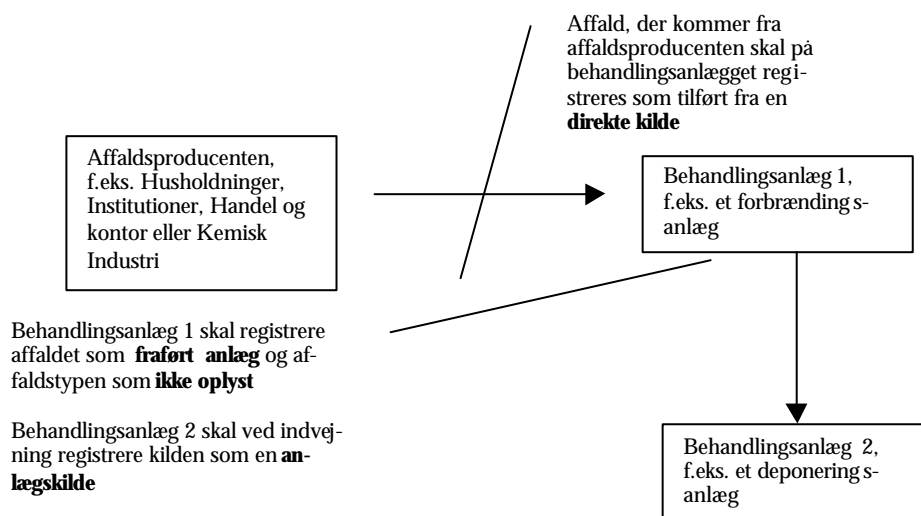 Affald, der kommer fra
affaldsproducenten skal på
behandlingsanlægget regi-
streres som tilført fra en
direkte kilde
Affaldsproducenten,
f.eks. Husholdninger,
Institutioner, Handel og
kontor eller Kemisk
Industri
Behandlingsanlæg 1,
f.eks. et forbrændings-
anlæg
Behandlingsanlæg 1 skal registrere
affaldet som fraført anlæg og af-
faldstypen som ikke oplyst
Behandlingsanlæg 2 skal ved indvej-
ning registrere kilden som en an-
lægskilde
Behandlingsanlæg 2,
f.eks. et deponerings-
anlæg